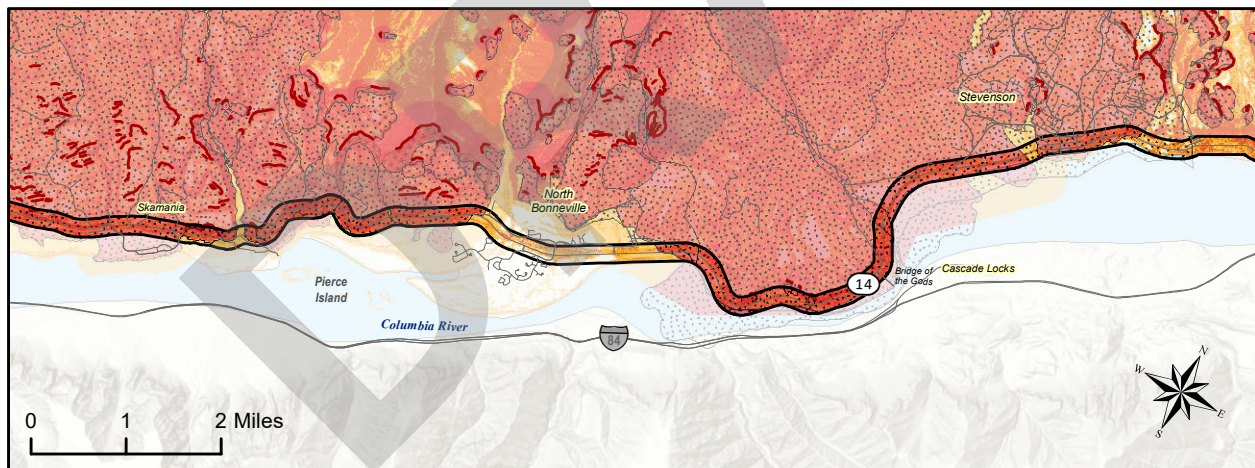 Stevenson
Skamania
North
Bonneville
Bridge of
the Gods
Cascade Locks
14
Pierce
Island
Columbia River
84
N
W
E
S
0 1 2 Miles